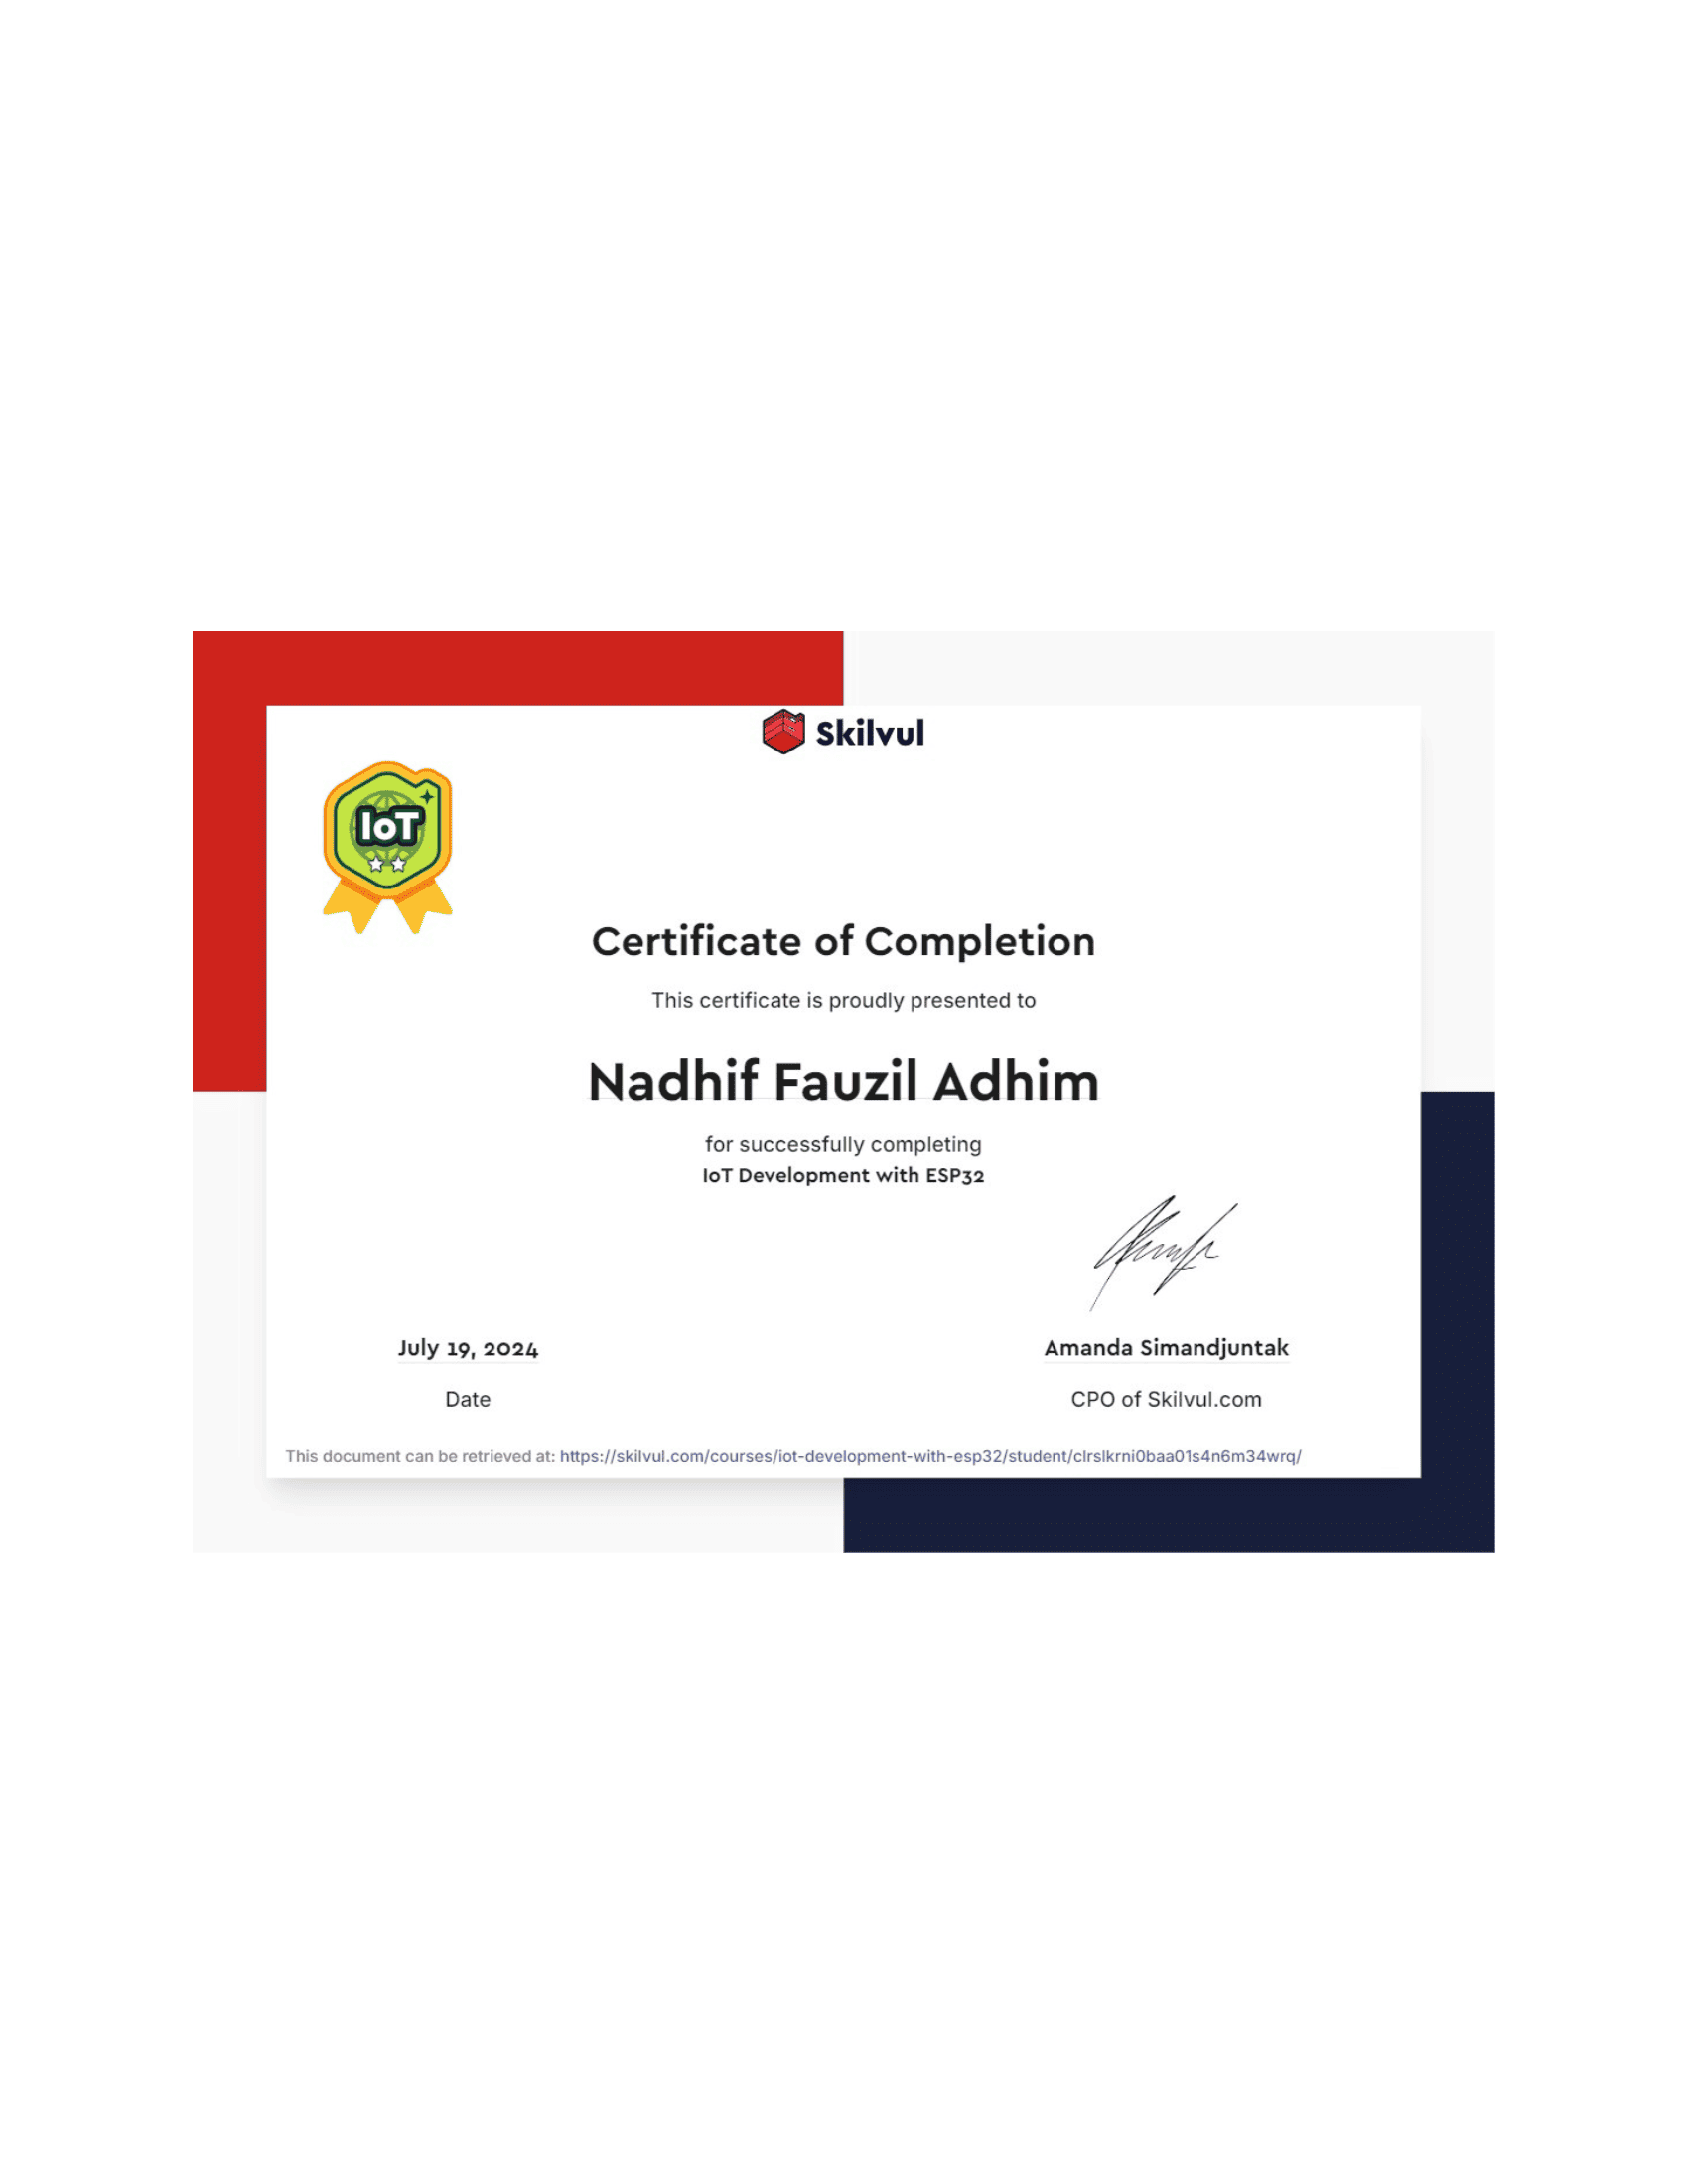 Skilvul
IoT
Certificate of Completion
This certificate is proudly presented to
Nadhif Fauzil Adhim
for successfully completing
IoT Development with ESP32
July 19, 2024
Date
Amanda Simandjuntak
CPO of Skilvul.com
This document can be retrieved at: https://skilvul.com/courses/iot-development-with-esp32/student/clrslkrni0baa01s4n6m34wrq/